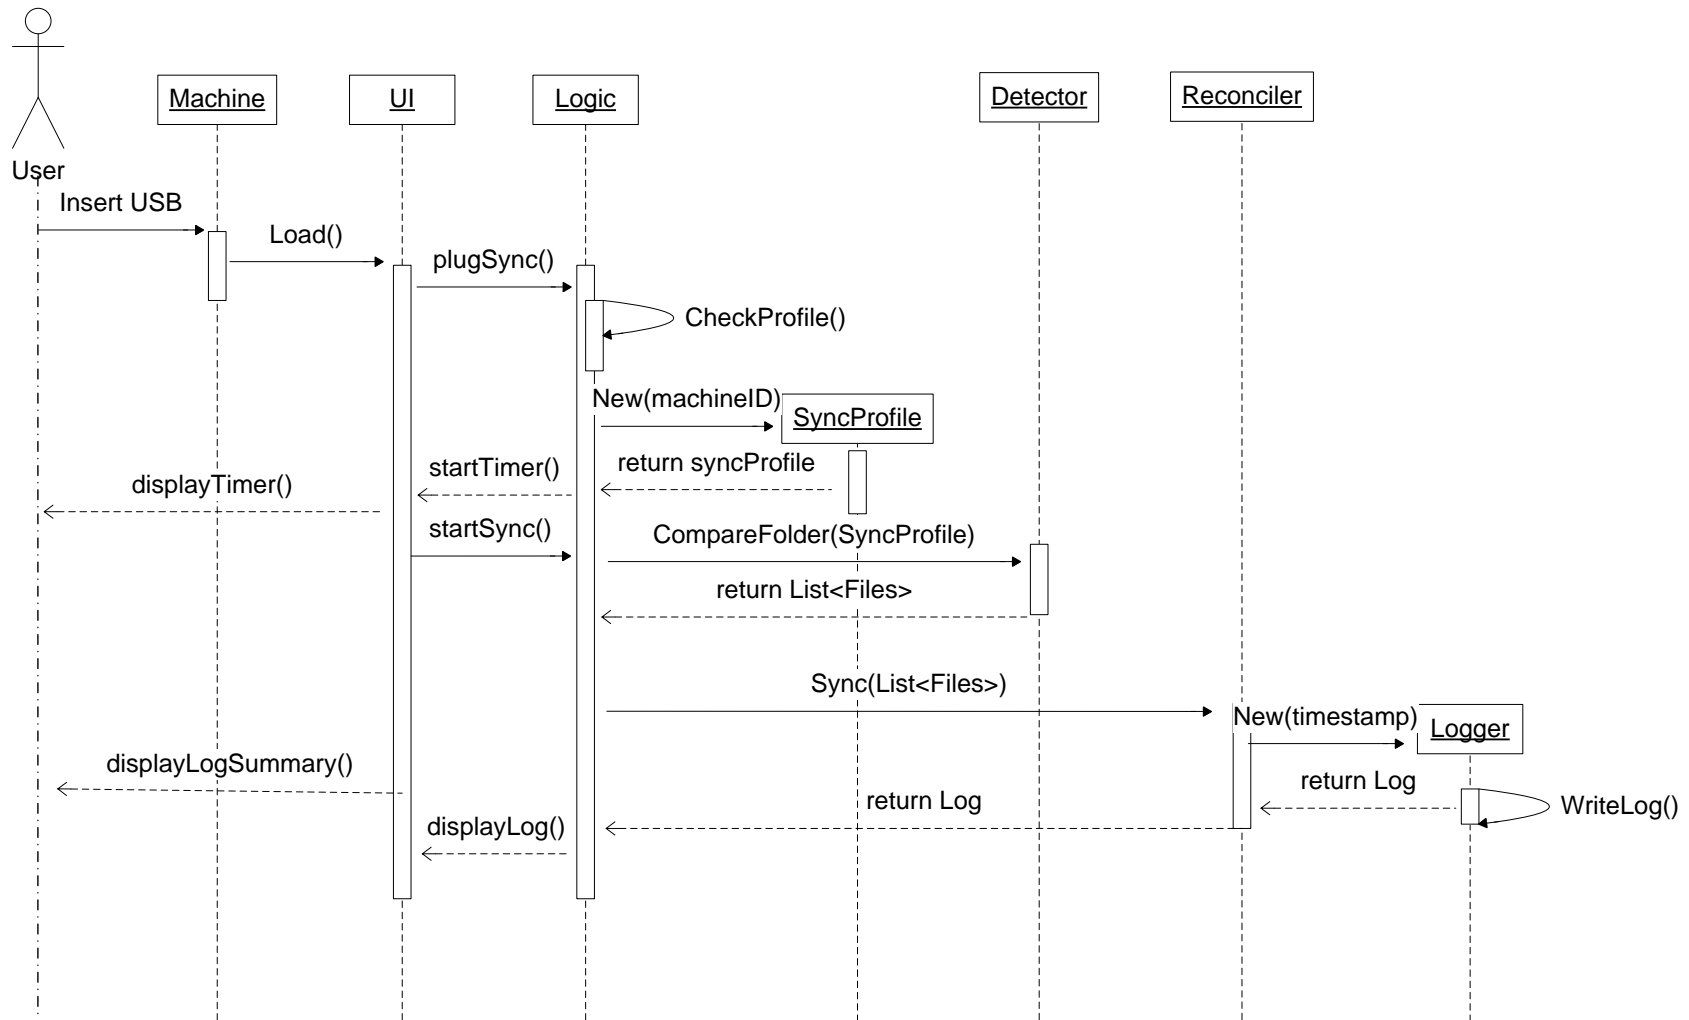 Machine
UI
Logic
Detector
Reconciler
User
Insert USB
Load()
plugSync()
CheckProfile()
New(machineID)
SyncProfile
return syncProfile
startTimer()
displayTimer()
startSync()
CompareFolder(SyncProfile)
return List<Files>
Sync(List<Files>)
New(timestamp)
Logger
displayLogSummary()
return Log
return Log
WriteLog()
displayLog()